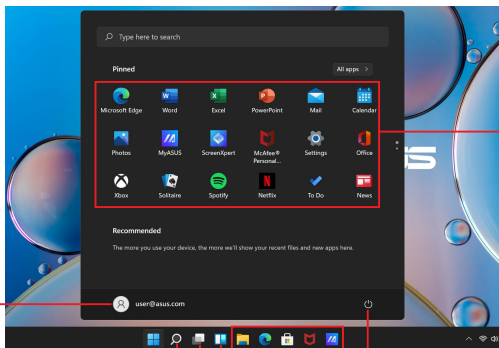 Type here to search
Pinned
All apps >
Microsoft Edge
Word
Excel
PowerPoint
Mail
Calendar
Photos
MyASUS
ScreenXpert
McAfee®
Personal...
Settings
Office
Xbox
Solitaire
Spotify
Netflix
To Do
News
Recommended
The more you use your device, the more we'll show your recent files and new apps here.
user@asus.com